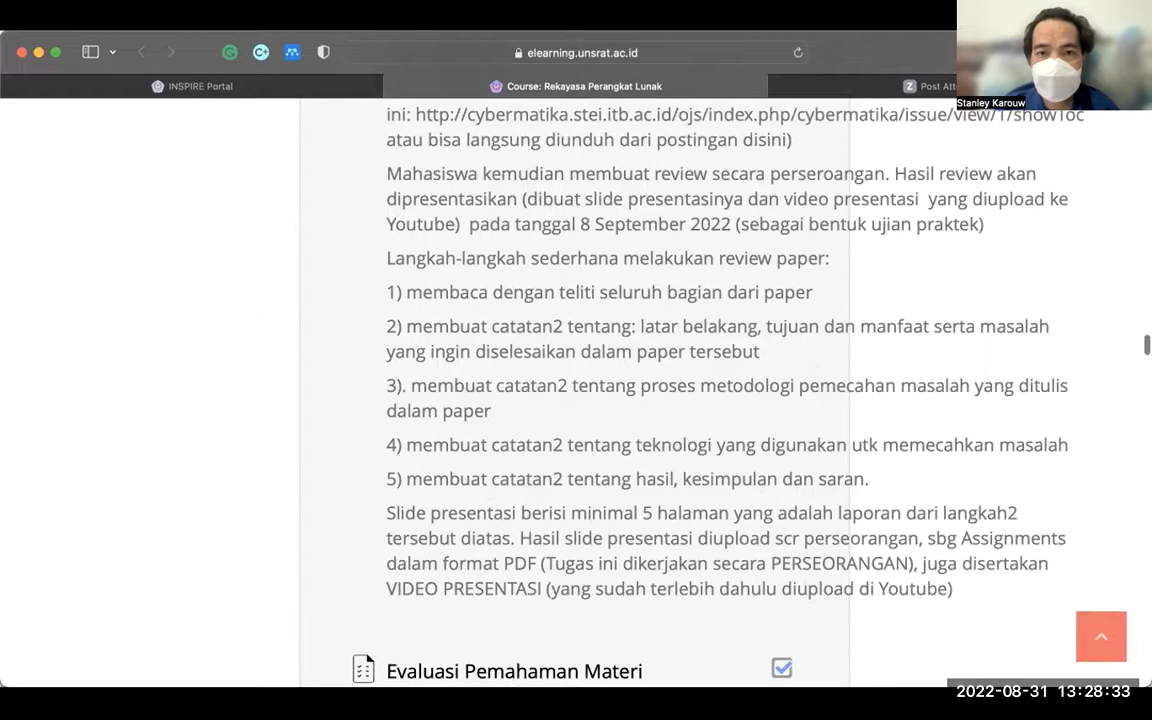 elearning.unsrat.ac.id
INSPIRE Portal
Course: Rekayasa Perangkat Lunak
Z Post Att
Stanley Karouw
ini: http://cybermatika.stei.itb.ac.id/ojs/index.php/cybermatika/issue/view/1/showToc
atau bisa langsung diunduh dari postingan disini)
Mahasiswa kemudian membuat review secara perseroangan. Hasil review akan
dipresentasikan (dibuat slide presentasinya dan video presentasi yang diupload ke
Youtube) pada tanggal 8 September 2022 (sebagai bentuk ujian praktek)
Langkah-langkah sederhana melakukan review paper:
1) membaca dengan teliti seluruh bagian dari paper
2) membuat catatan2 tentang: latar belakang, tujuan dan manfaat serta masalah
yang ingin diselesaikan dalam paper tersebut
3). membuat catatan2 tentang proses metodologi pemecahan masalah yang ditulis
dalam paper
4) membuat catatan2 tentang teknologi yang digunakan utk memecahkan masalah
5) membuat catatan2 tentang hasil, kesimpulan dan saran.
Slide presentasi berisi minimal 5 halaman yang adalah laporan dari langkah2
tersebut diatas. Hasil slide presentasi diupload scr perseorangan, sbg Assignments
dalam format PDF (Tugas ini dikerjakan secara PERSEORANGAN), juga disertakan
VIDEO PRESENTASI (yang sudah terlebih dahulu diupload di Youtube)
Evaluasi Pemahaman Materi
2022-08-31 13:28:33